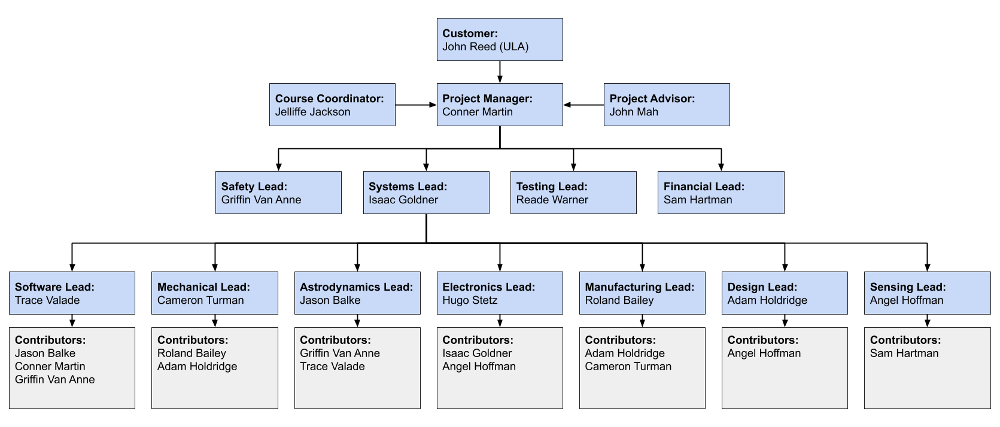 Customer:
John Reed (ULA)
Course Coordinator:
Jelliffe Jackson
Project Manager:
Conner Martin
Project Advisor:
John Mah
Safety Lead:
Griffin Van Anne
Systems Lead:
Isaac Goldner
Testing Lead:
Reade Warner
Financial Lead:
Sam Hartman
Software Lead:
Trace Valade
Mechanical Lead:
Cameron Turman
Astrodynamics Lead:
Jason Balke
Electronics Lead:
Hugo Stetz
Manufacturing Lead:
Roland Bailey
Design Lead:
Adam Holdridge
Sensing Lead:
Angel Hoffman
Contributors:
Jason Balke
Conner Martin
Griffin Van Anne
Contributors:
Roland Bailey
Adam Holdridge
Contributors:
Griffin Van Anne
Trace Valade
Contributors:
Isaac Goldner
Angel Hoffman
Contributors:
Adam Holdridge
Cameron Turman
Contributors:
Angel Hoffman
Contributors:
Sam Hartman